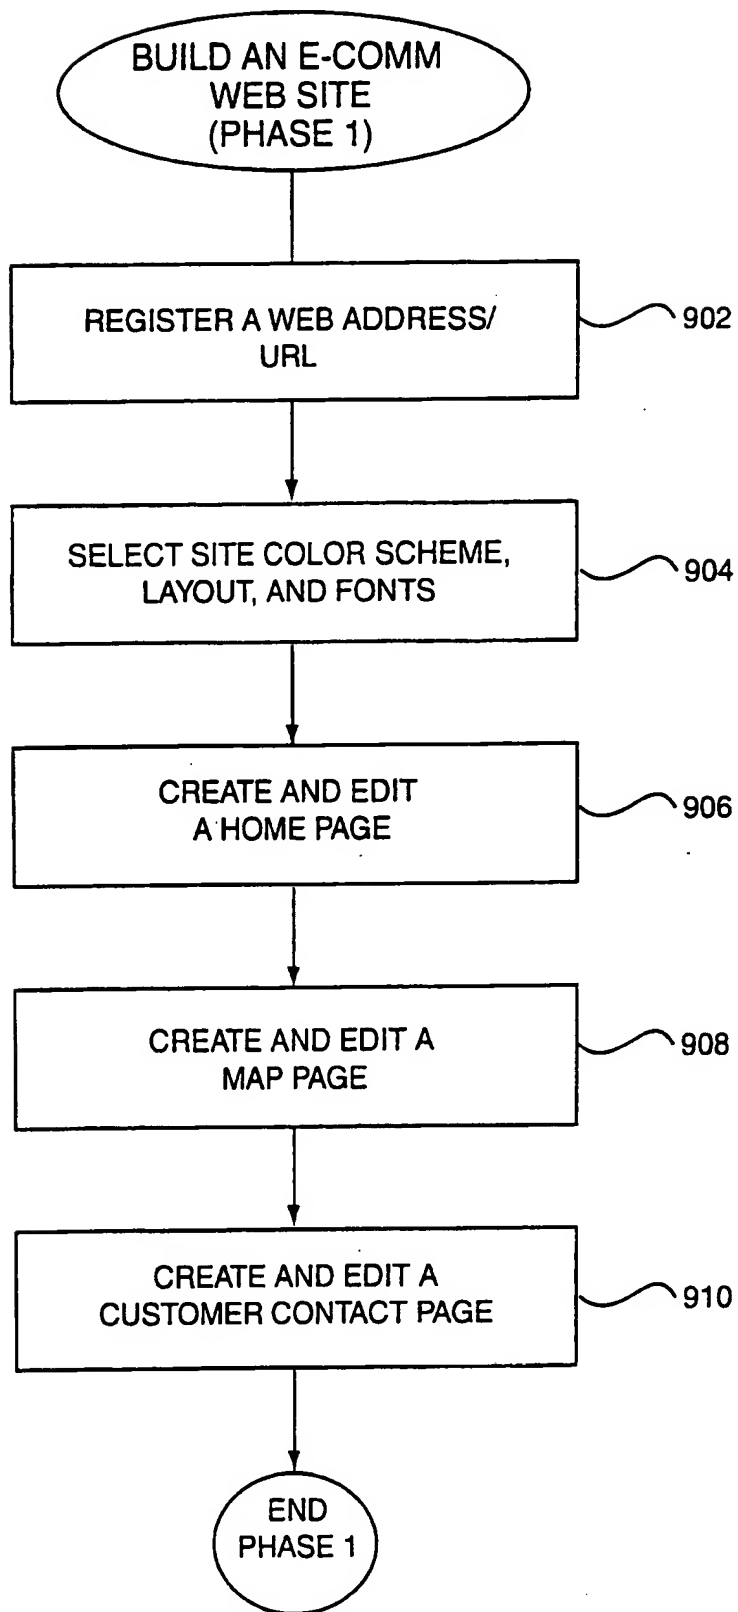 BUILD AN E-COMM
WEB SITE
(PHASE 1)
REGISTER A WEB ADDRESS/
URL
902
SELECT SITE COLOR SCHEME,
LAYOUT, AND FONTS
904
CREATE AND EDIT
A HOME PAGE
906
CREATE AND EDIT A
MAP PAGE
908
CREATE AND EDIT A
CUSTOMER CONTACT PAGE
910
END
PHASE 1